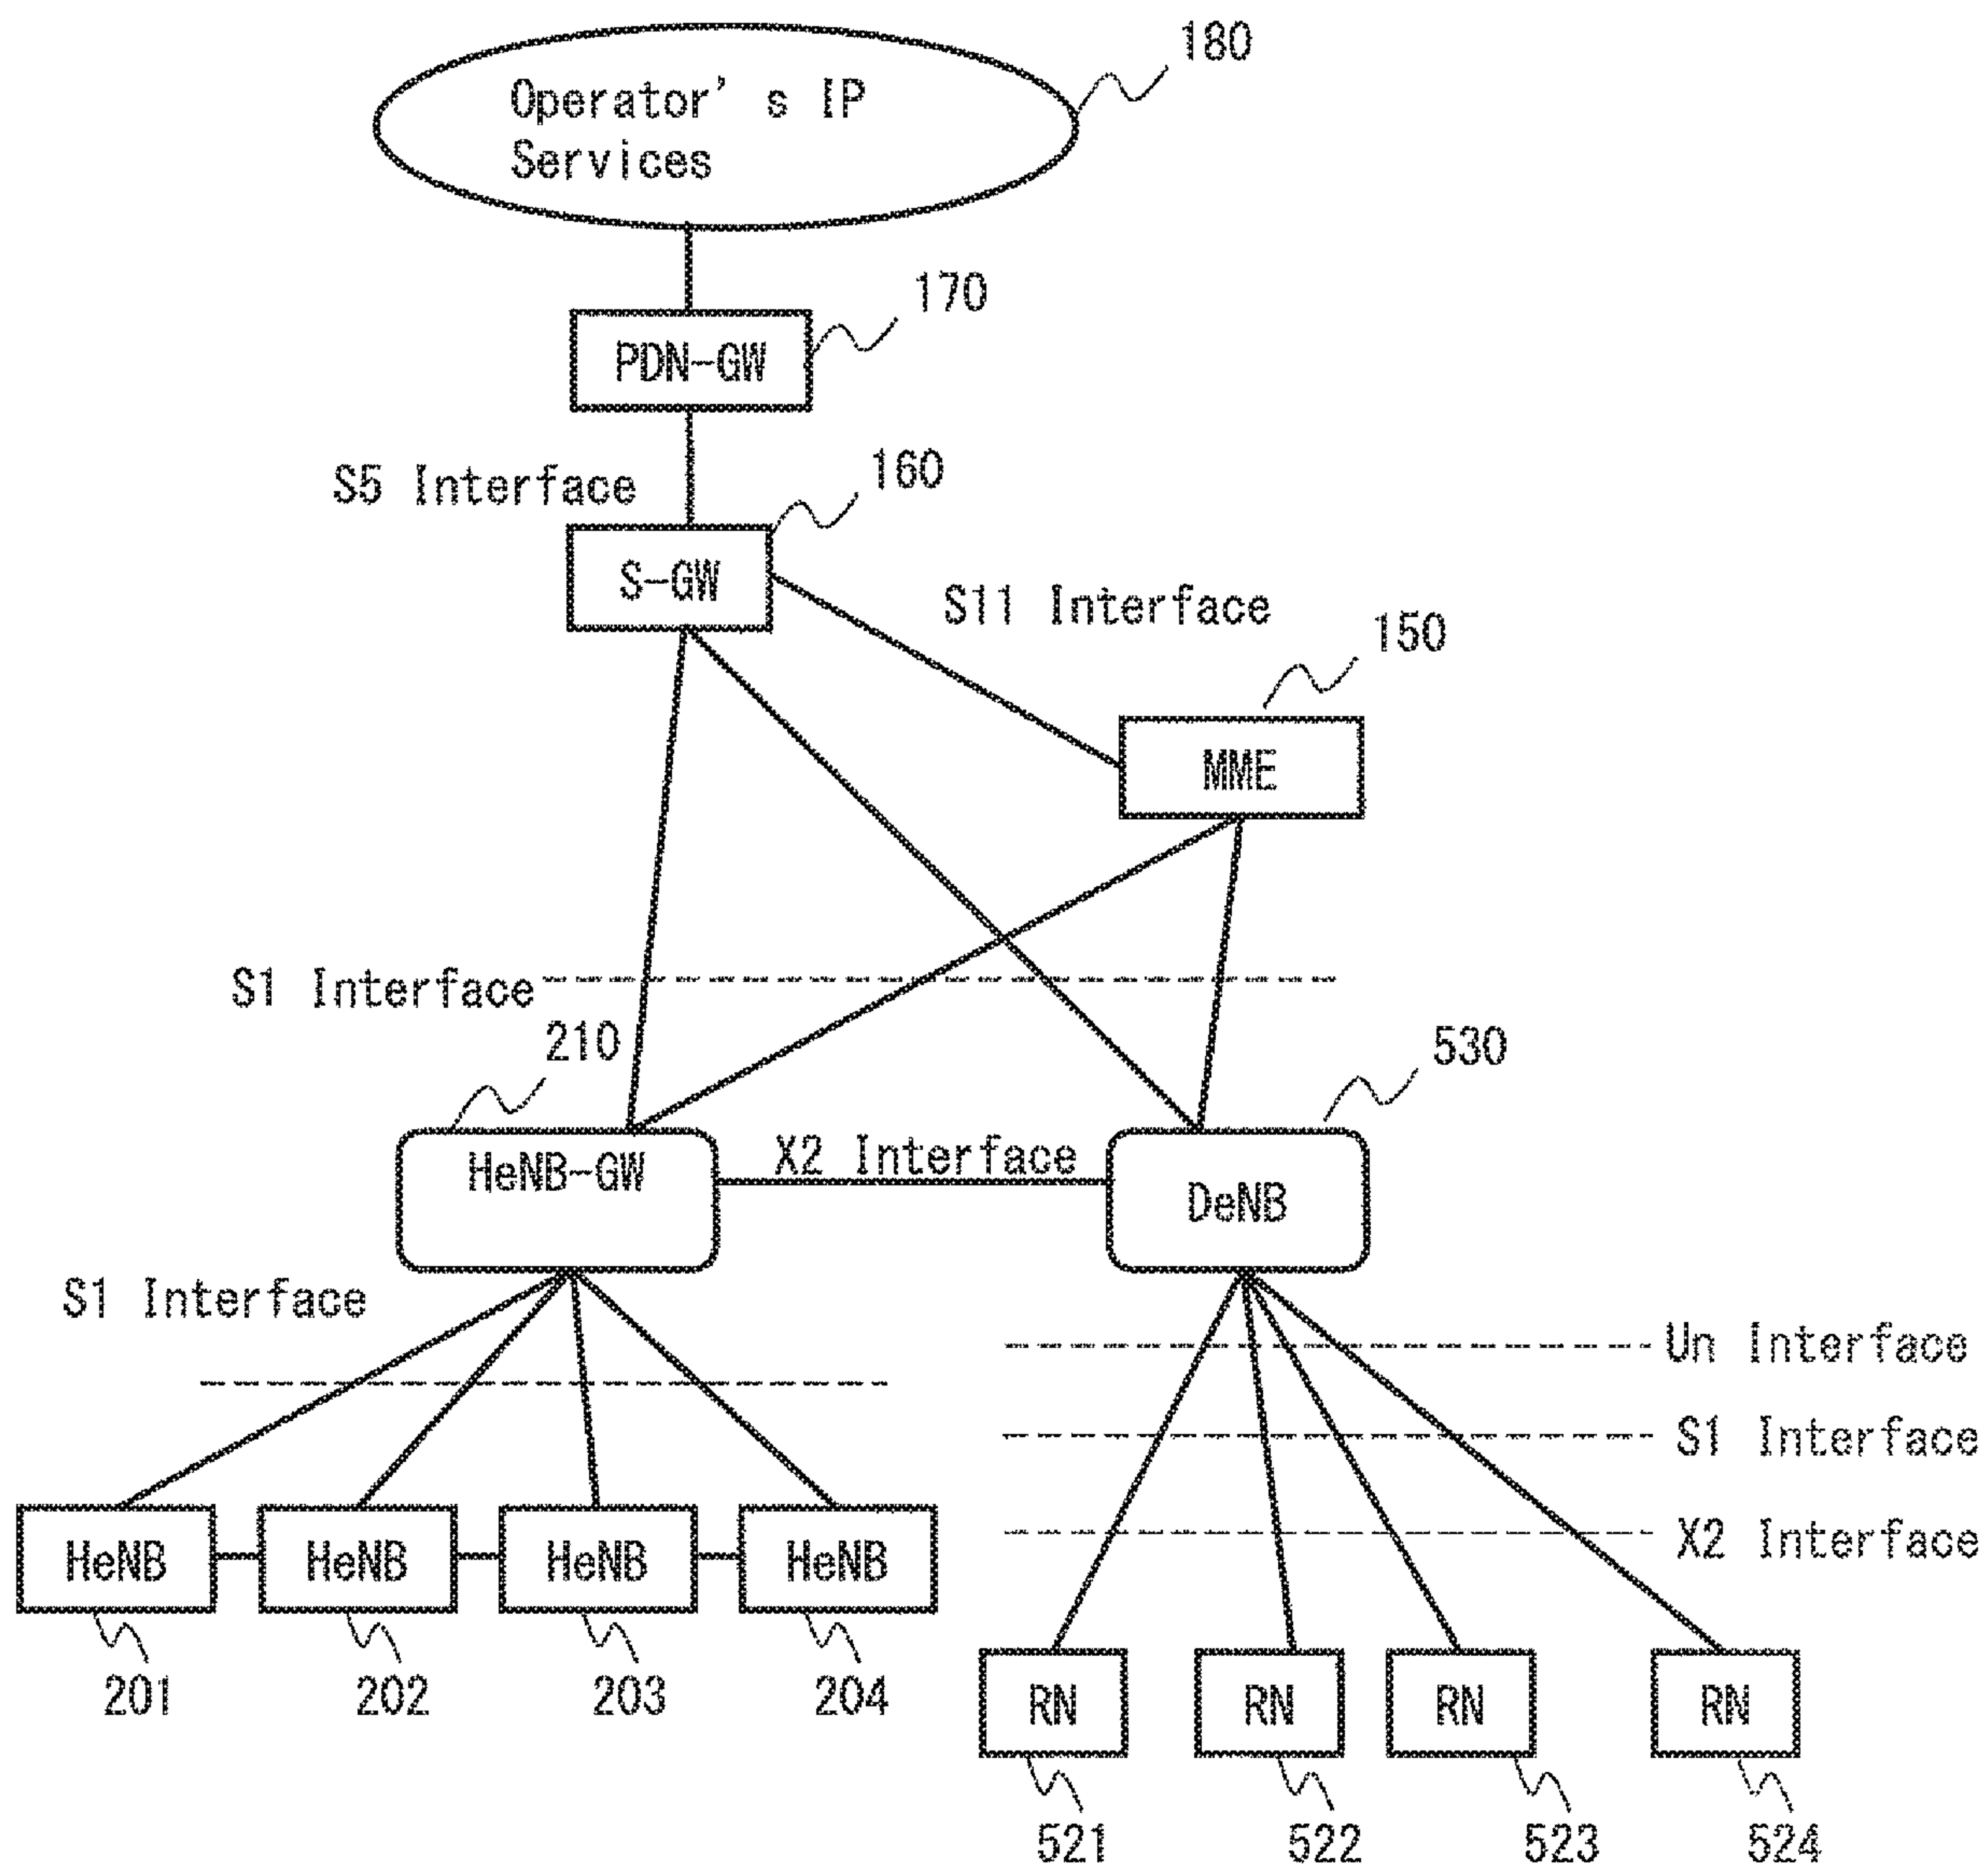 180
Operator's IP
Services
170
PDN-GW
S5 Interface
160
S-GW
S11 Interface
150
MME
S1 Interface
210
530
HeNB-GW
X2 Interface
DeNB
S1 Interface
Un Interface
S1 Interface
X2 Interface
HeNB HeNB HeNB HeNB
201 202 203 204
RN RN RN RN
521 522 523 524